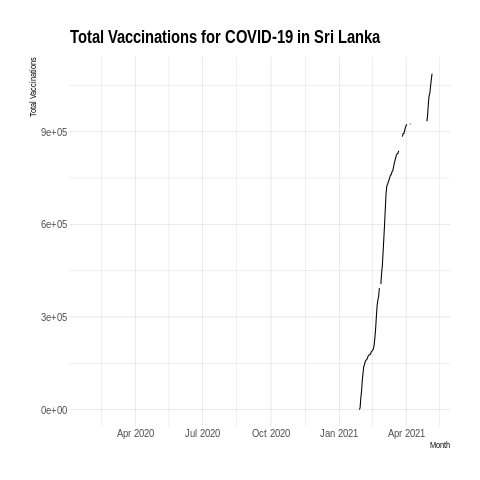 Total Vaccinations for COVID-19 in Sri Lanka
Total Vaccinations
9e+05
6e+05
3e+05
0e+00
Apr 2020 Jul 2020 Oct 2020 Jan 2021 Apr 2021
Month